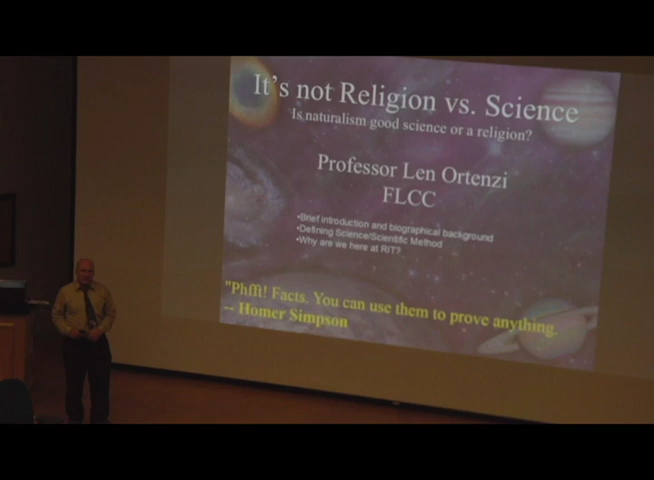 It's not Religion vs. Science
Is naturalism good science or a religion?
Professor Len Ortenzi
FLCC
•Brief introduction and biographical background
•Defining Science/Scientific Method
•Why are we here at RIT?
"Phfft! Facts. You can use them to prove anything.
-- Homer Simpson